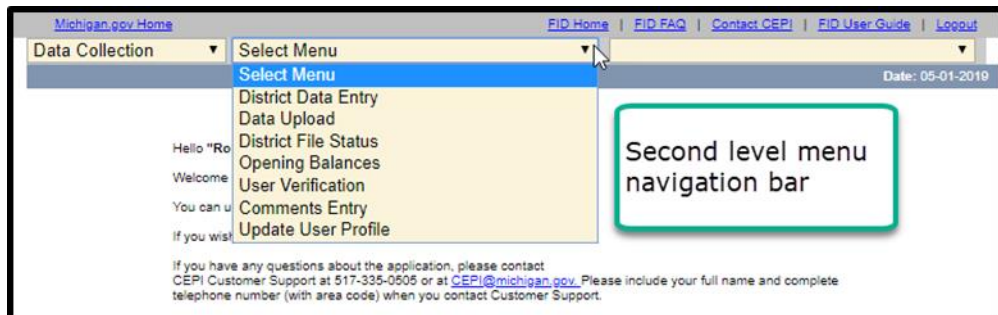 Michigan.gov Home FID Home | FID FAQ | Contact CEPI | FID User Guide | Logout
Data Collection Select Menu
Select Menu Date: 05-01-2019
District Data Entry
Data Upload
District File Status
Opening Balances
User Verification
Comments Entry
Update User Profile
Second level menu
navigation bar
Hello "Ro
Welcome
You can u
If you wish
If you have any questions about the application, please contact
CEPI Customer Support at 517-335-0505 or at CEPI@michigan.gov. Please include your full name and complete
telephone number (with area code) when you contact Customer Support.